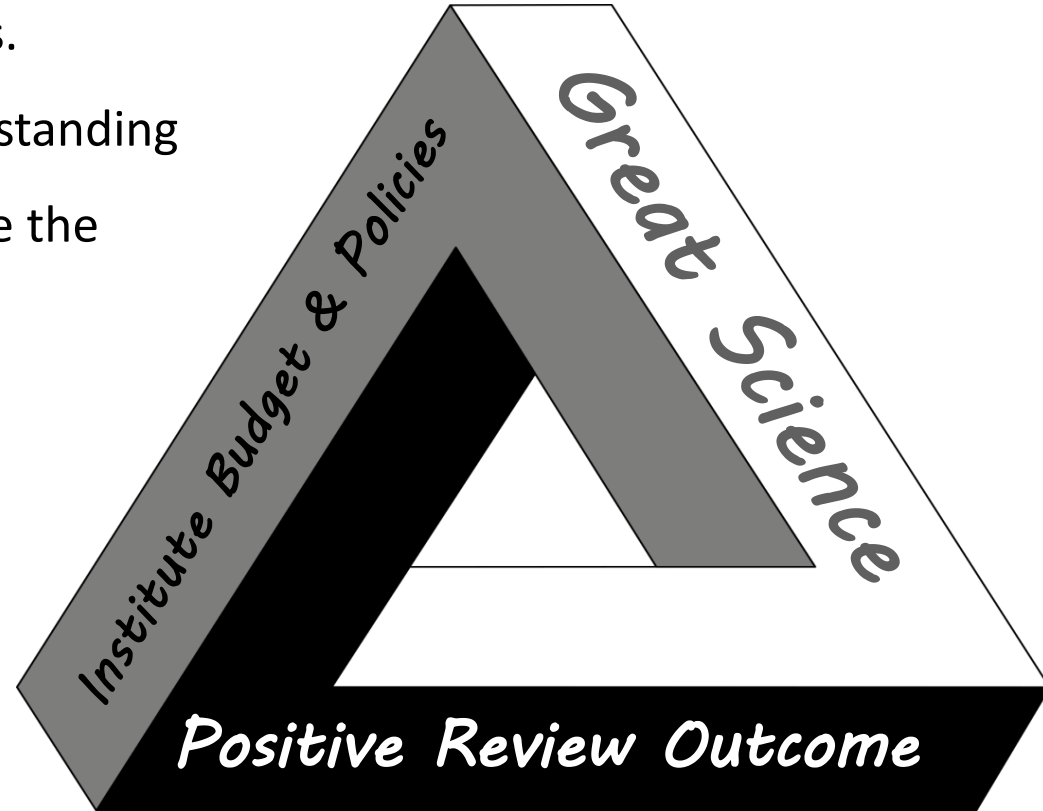 s.
standing
e the
Institute Budget & Policies
Great Science
Positive Review Outcome